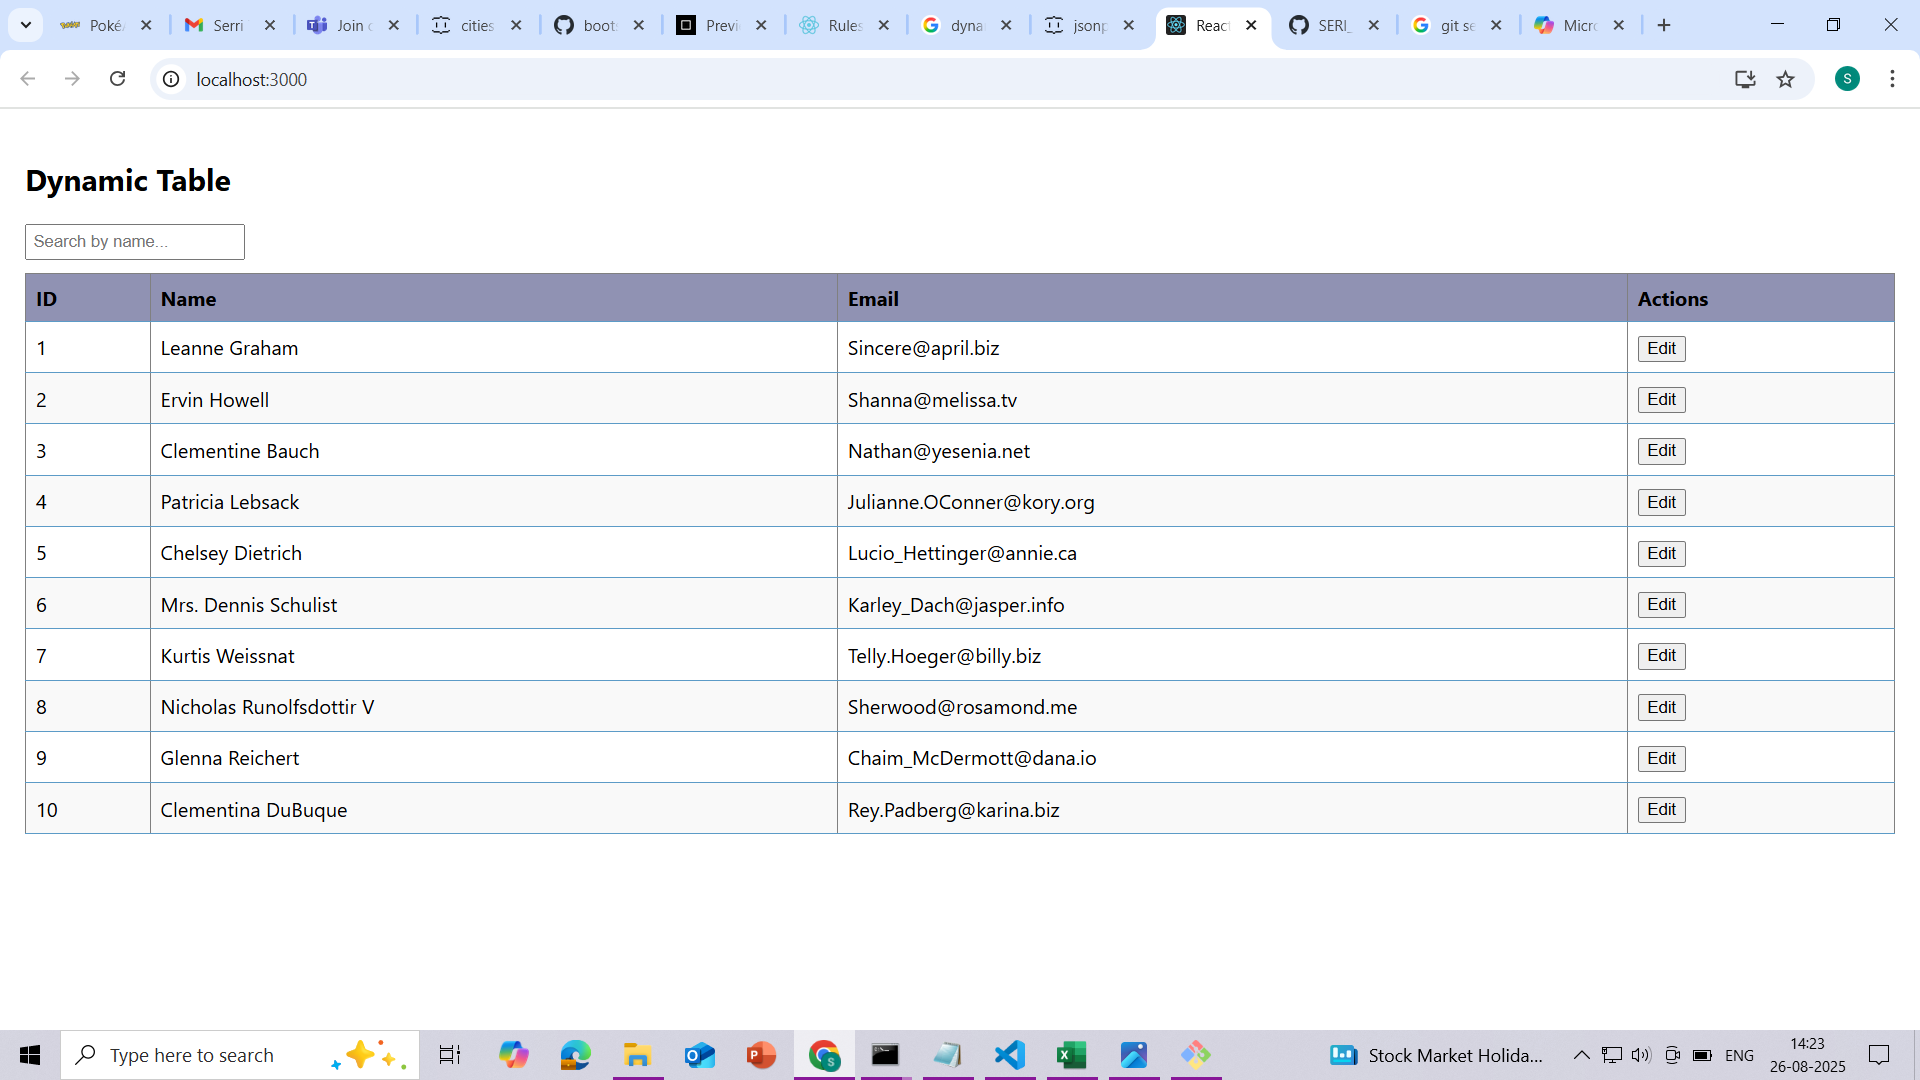 Poké Serri Join c cities boots Previ Rules dynar jsonp React SERI_ git se Micro
localhost:3000
S
Dynamic Table
Search by name...
ID Name Email Actions
1 Leanne Graham Sincere@april.biz Edit
2 Ervin Howell Shanna@melissa.tv Edit
3 Clementine Bauch Nathan@yesenia.net Edit
4 Patricia Lebsack Julianne.OConner@kory.org Edit
5 Chelsey Dietrich Lucio_Hettinger@annie.ca Edit
6 Mrs. Dennis Schulist Karley_Dach@jasper.info Edit
7 Kurtis Weissnat Telly.Hoeger@billy.biz Edit
8 Nicholas Runolfsdottir V Sherwood@rosamond.me Edit
9 Glenna Reichert Chaim_McDermott@dana.io Edit
10 Clementina DuBuque Rey.Padberg@karina.biz Edit
Type here to search
Stock Market Holida...
ENG
14:23
26-08-2025